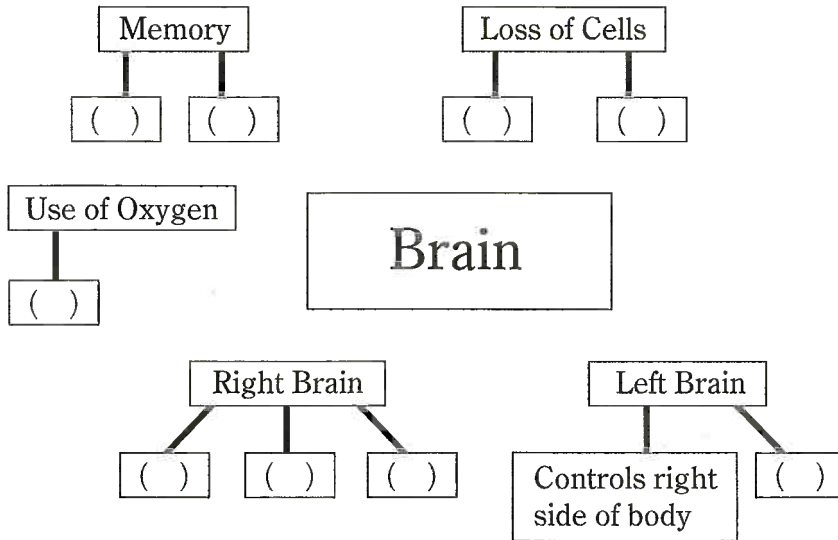 Memory
Loss of Cells
( ) ( )
( ) ( )
Use of Oxygen
( )
Brain
Right Brain
Left Brain
( ) ( ) ( )
Controls right
side of body
( )